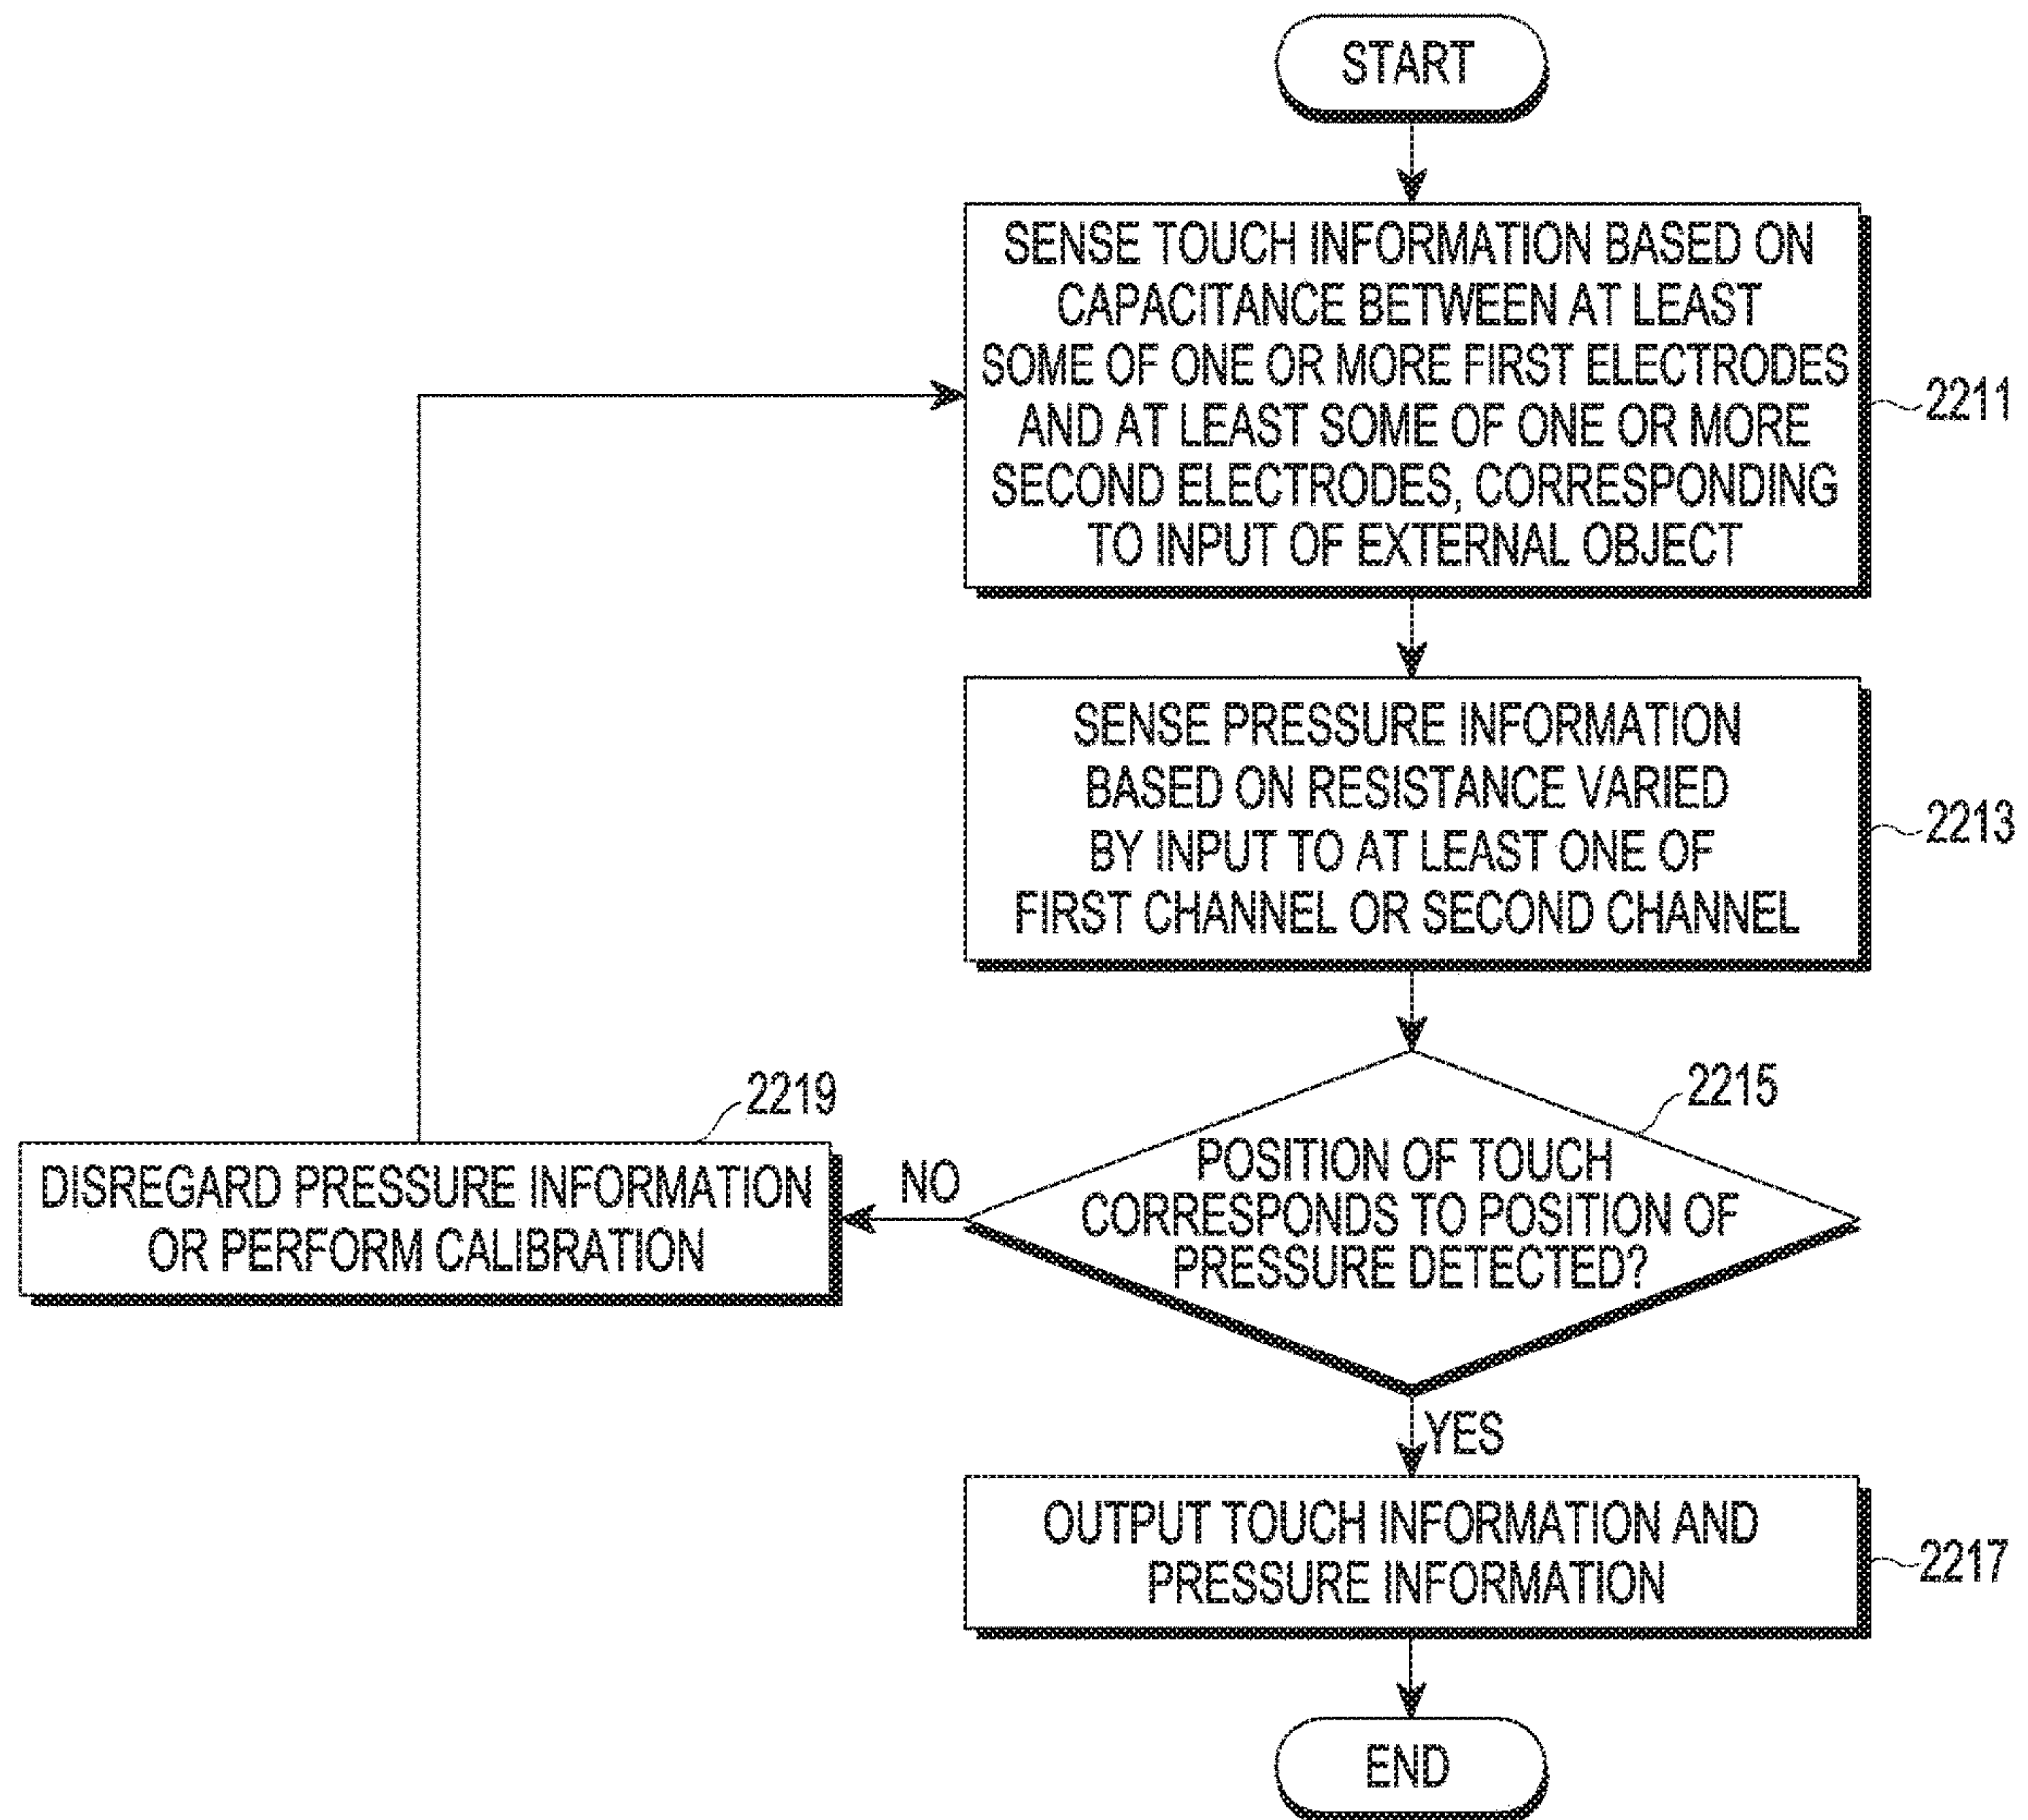 START
SENSE TOUCH INFORMATION BASED ON
CAPACITANCE BETWEEN AT LEAST
SOME OF ONE OR MORE FIRST ELECTRODES
AND AT LEAST SOME OF ONE OR MORE
SECOND ELECTRODES, CORRESPONDING
TO INPUT OF EXTERNAL OBJECT
2211
SENSE PRESSURE INFORMATION
BASED ON RESISTANCE VARIED
BY INPUT TO AT LEAST ONE OF
FIRST CHANNEL OR SECOND CHANNEL
2213
2215
POSITION OF TOUCH
CORRESPONDS TO POSITION OF
PRESSURE DETECTED?
NO
2219
DISREGARD PRESSURE INFORMATION
OR PERFORM CALIBRATION
YES
OUTPUT TOUCH INFORMATION AND
PRESSURE INFORMATION
2217
END